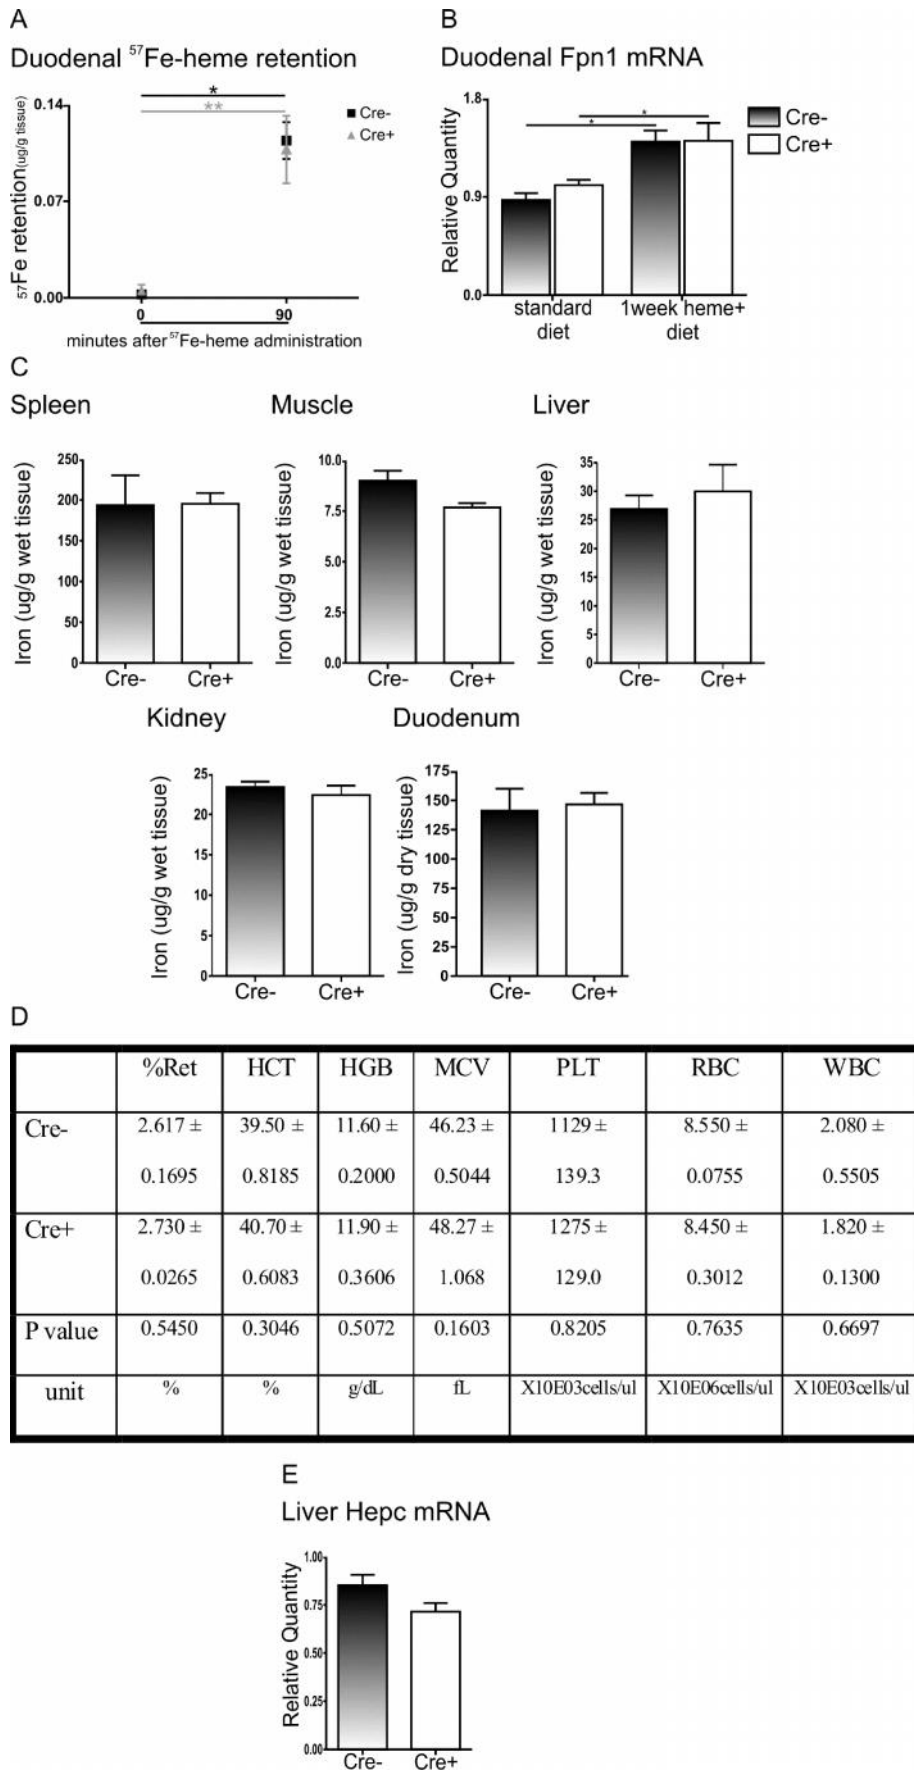 A
Duodenal ⁵⁷Fe-heme retention
*
**
0.14
0.07
0.00
⁵⁷Fe retention(ug/g tissue)
Cre-
Cre+
0
90
minutes after ⁵⁷Fe-heme administration
B
Duodenal Fpn1 mRNA
1.8
0.9
0.0
Relative Quantity
*
*
Cre-
Cre+
standard diet
1week heme+ diet
C
Spleen
Iron (ug/g wet tissue)
250
200
150
100
50
0
Cre-
Cre+
Muscle
Iron (ug/g wet tissue)
10.0
7.5
5.0
2.5
0.0
Cre-
Cre+
Liver
Iron (ug/g wet tissue)
35
30
25
20
15
10
5
0
Cre-
Cre+
Kidney
Iron (ug/g wet tissue)
25
20
15
10
5
0
Cre-
Cre+
Duodenum
Iron (ug/g dry tissue)
175
150
125
100
75
50
25
0
Cre-
Cre+
D
%Ret HCT HGB MCV PLT RBC WBC
Cre- 2.617 ± 39.50 ± 11.60 ± 46.23 ± 1129 ± 8.550 ± 2.080 ±
0.1695 0.8185 0.2000 0.5044 139.3 0.0755 0.5505
Cre+ 2.730 ± 40.70 ± 11.90 ± 48.27 ± 1275 ± 8.450 ± 1.820 ±
0.0265 0.6083 0.3606 1.068 129.0 0.3012 0.1300
P value 0.5450 0.3046 0.5072 0.1603 0.8205 0.7635 0.6697
unit % % g/dL fL X10E03cells/ul X10E06cells/ul X10E03cells/ul
E
Liver Hepc mRNA
Relative Quantity
1.00
0.75
0.50
0.25
0.00
Cre-
Cre+